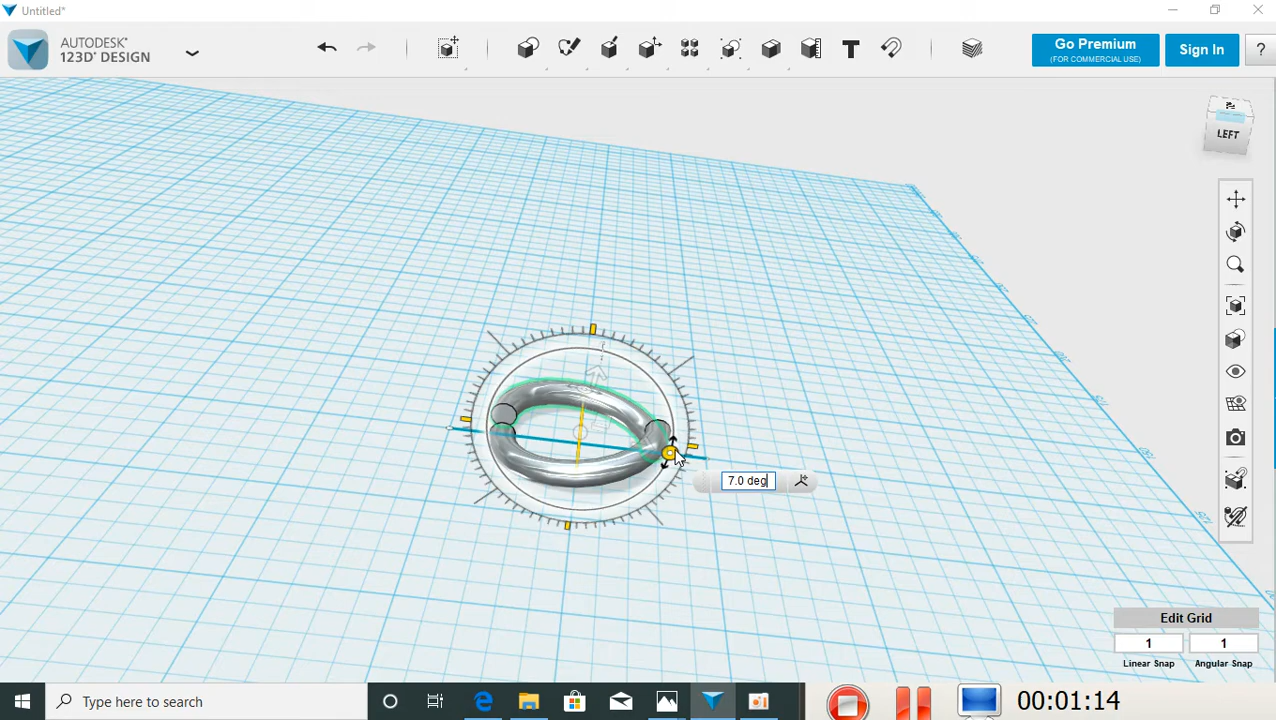 Untitled*
AUTODESK®
123D® DESIGN
T
Go Premium
(FOR COMMERCIAL USE)
Sign In
?
LEFT
7.0 deg
Edit Grid
1
1
Linear Snap
Angular Snap
Type here to search
00:01:14